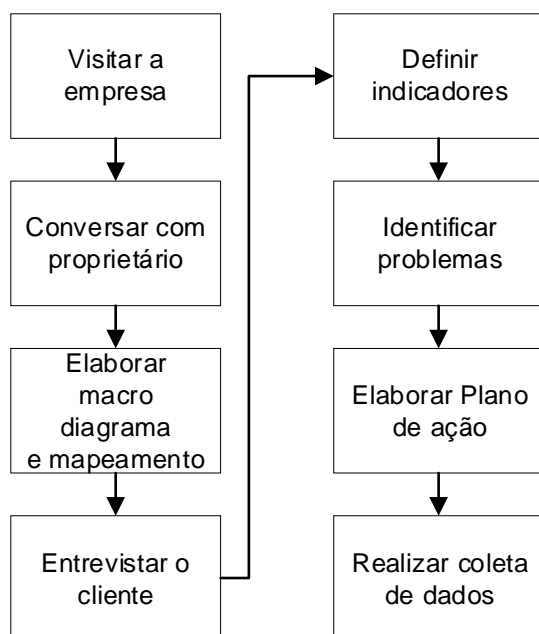 Visitar a
empresa
Conversar com
proprietário
Elaborar
macro
diagrama
e mapeamento
Entrevistar o
cliente
Definir
indicadores
Identificar
problemas
Elaborar Plano
de ação
Realizar coleta
de dados